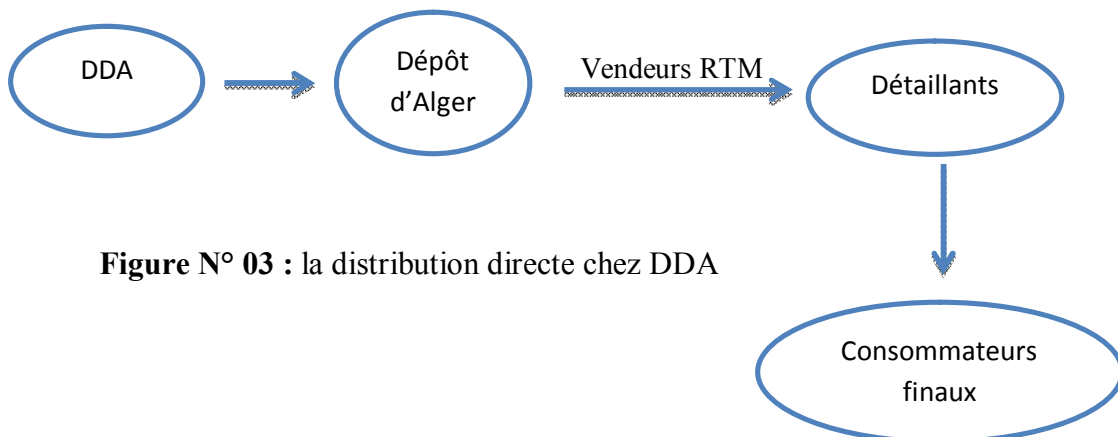 DDA
Dépôt
d’Alger
Vendeurs RTM
Détaillants
Figure N° 03 : la distribution directe chez DDA
Consommateurs
finaux